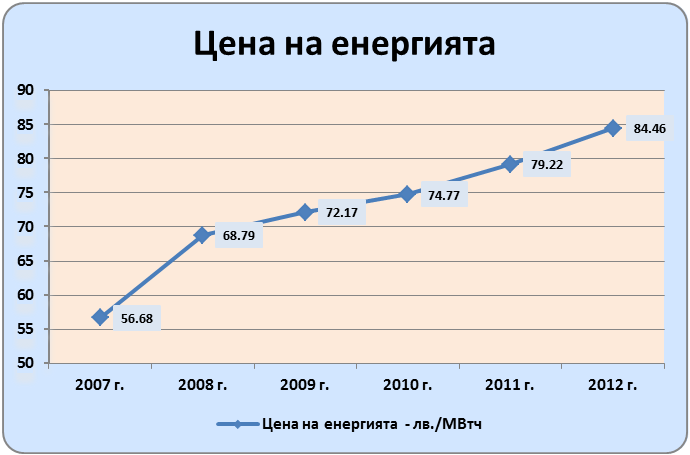 Цена на енергията
90
85
80
75
70
65
60
55
50
56.68
68.79
72.17
74.77
79.22
84.46
2007 г.
2008 г.
2009 г.
2010 г.
2011 г.
2012 г.
Цена на енергията - лв./МВтч